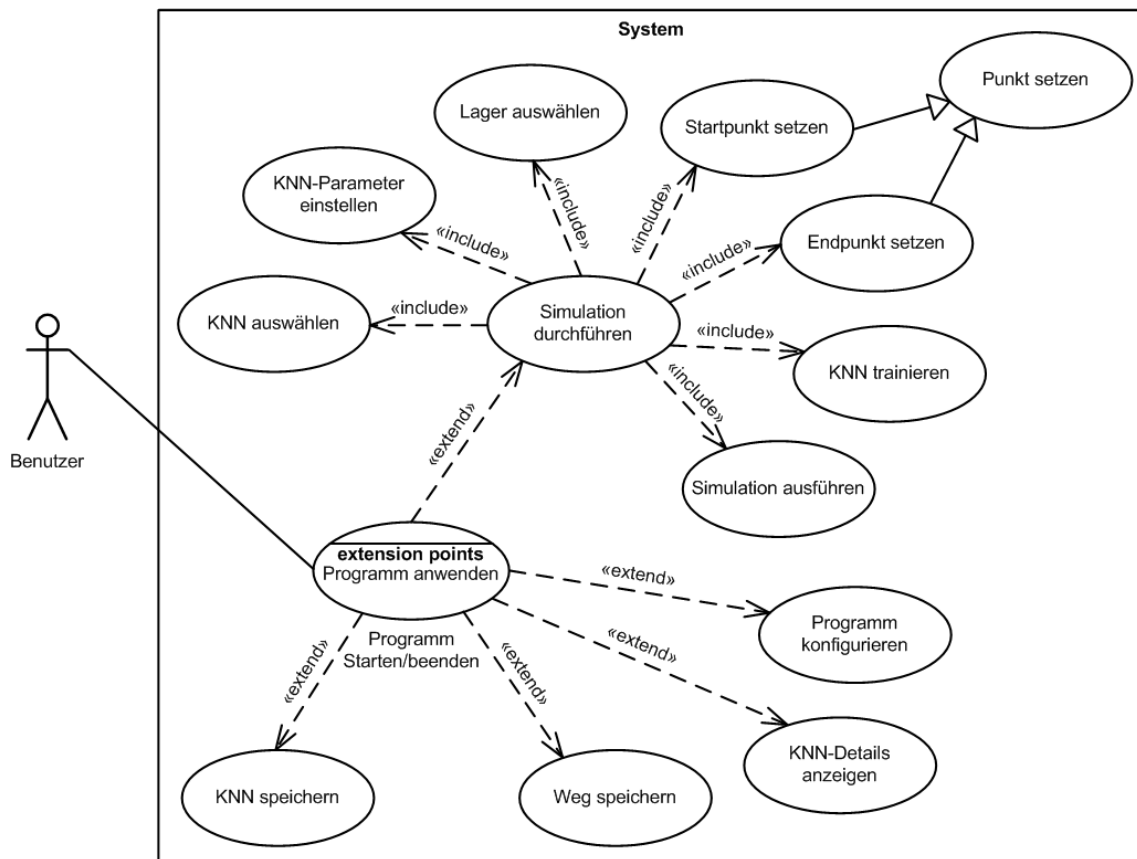 System
Punkt setzen
Lager auswählen
Startpunkt setzen
KNN-Parameter
einstellen
«include»
«include»
«include»
Endpunkt setzen
«include»
KNN auswählen
«include»
Simulation
durchführen
«include»
KNN trainieren
«include»
«extend»
Benutzer
Simulation ausführen
extension points
Programm anwenden
«extend»
Programm
konfigurieren
Programm
Starten/beenden
«extend»
«extend»
«extend»
KNN-Details
anzeigen
KNN speichern
Weg speichern